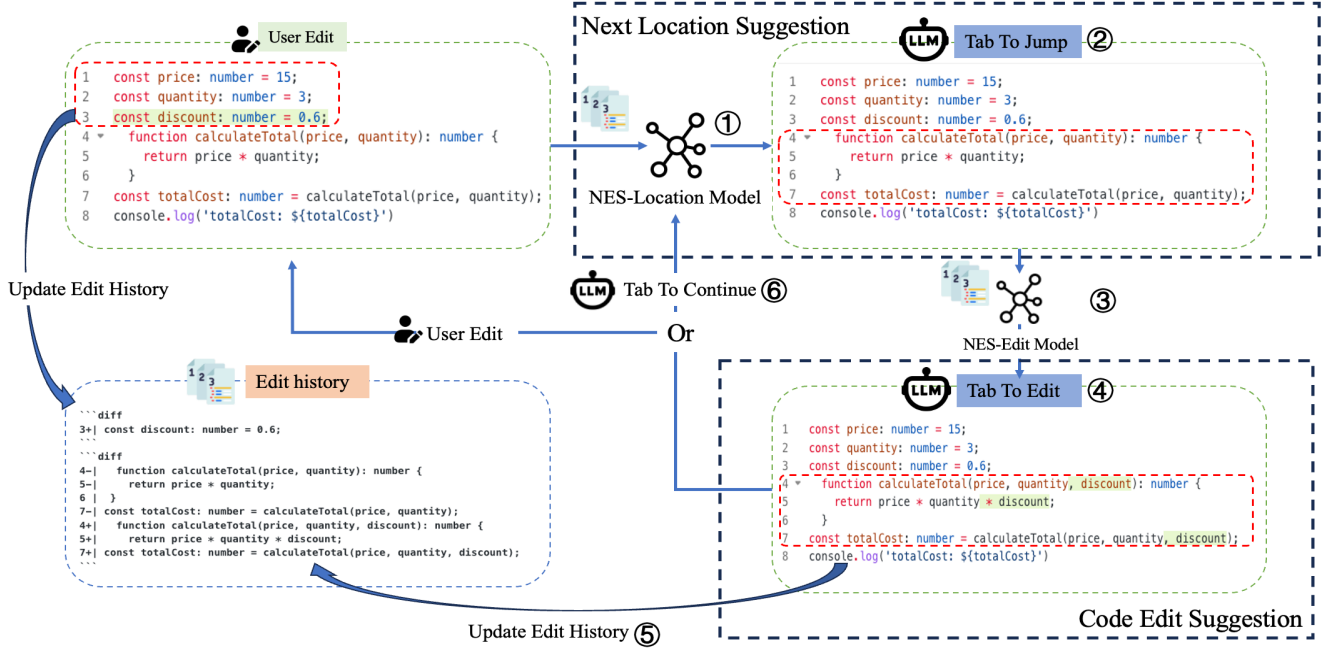 User Edit
1 const price: number = 15;
2 const quantity: number = 3;
3 const discount: number = 0.6;
4 function calculateTotal(price, quantity): number {
5 return price * quantity;
6 }
7 const totalCost: number = calculateTotal(price, quantity);
8 console.log('totalCost: ${totalCost}')
Next Location Suggestion
1 2 3
①
NES-Location Model
LLM
Tab To Jump ②
1 const price: number = 15;
2 const quantity: number = 3;
3 const discount: number = 0.6;
4 function calculateTotal(price, quantity): number {
5 return price * quantity;
6 }
7 const totalCost: number = calculateTotal(price, quantity);
8 console.log('totalCost: ${totalCost}')
Update Edit History
LLM Tab To Continue ⑥
User Edit
Or
1 2 3
③
NES-Edit Model
1 2 3
Edit history
```diff
3+| const discount: number = 0.6;
```
```diff
4-| function calculateTotal(price, quantity): number {
5-| return price * quantity;
6 | }
7-| const totalCost: number = calculateTotal(price, quantity);
4+| function calculateTotal(price, quantity, discount): number {
5+| return price * quantity * discount;
7+| const totalCost: number = calculateTotal(price, quantity, discount);
```
LLM
Tab To Edit ④
1 const price: number = 15;
2 const quantity: number = 3;
3 const discount: number = 0.6;
4 function calculateTotal(price, quantity, discount): number {
5 return price * quantity * discount;
6 }
7 const totalCost: number = calculateTotal(price, quantity, discount);
8 console.log('totalCost: ${totalCost}')
Code Edit Suggestion
Update Edit History ⑤